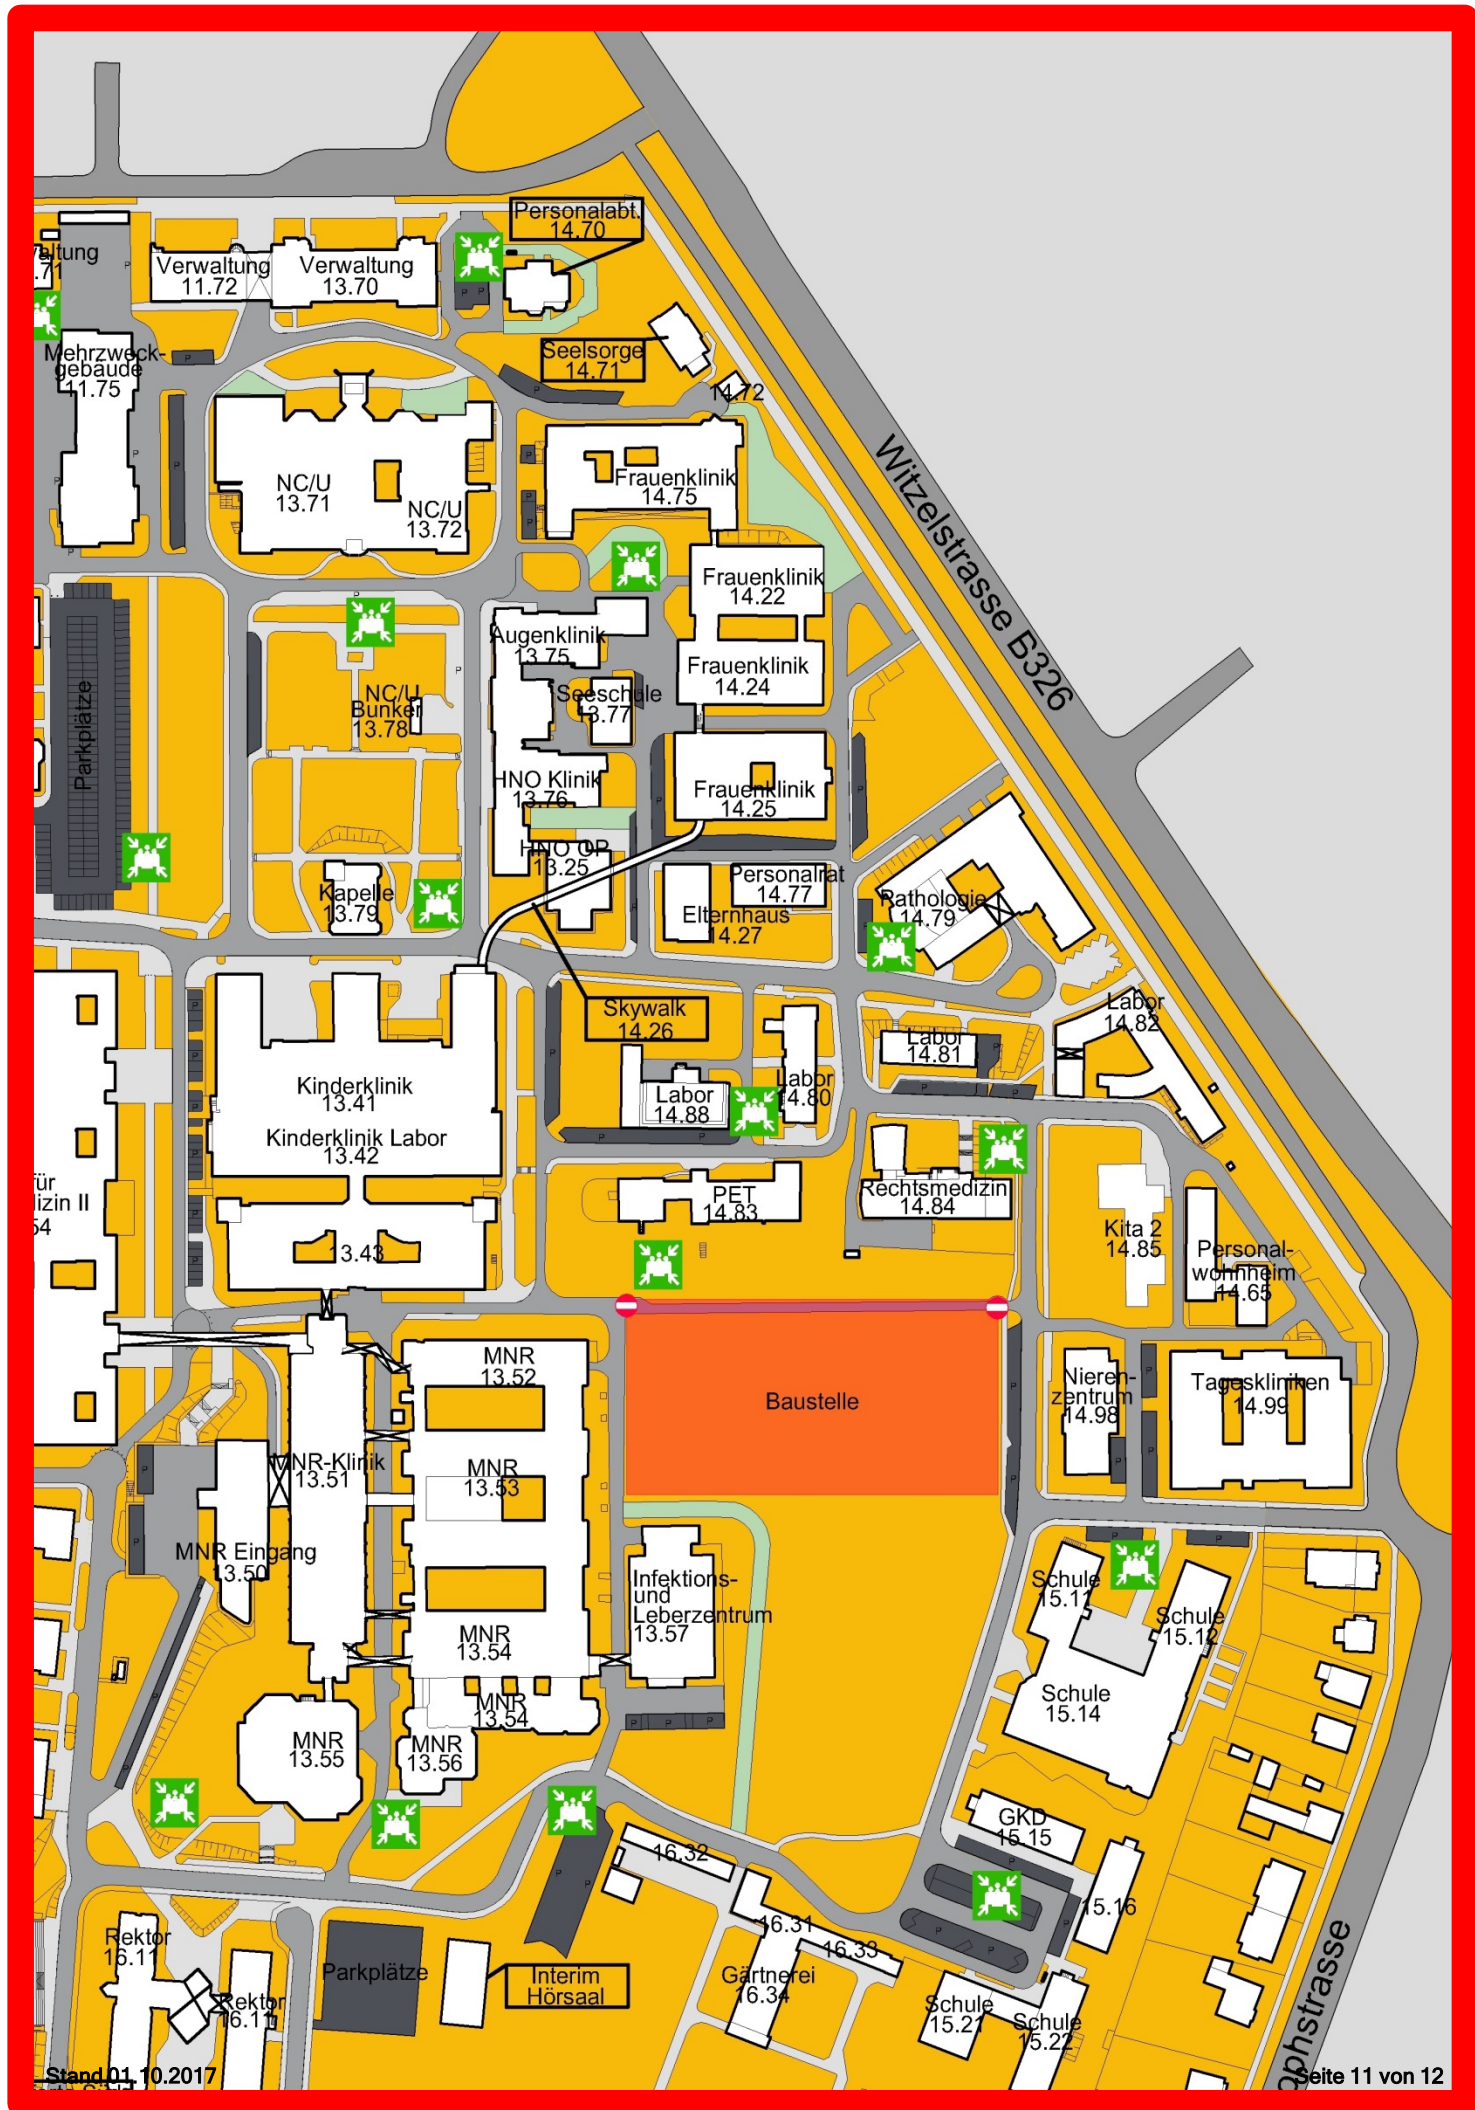 Personalabt.
14.70
altung
.71
Verwaltung
11.72
Verwaltung
13.70
Seelsorge
14.71
14.72
Mehrzweck-
gebäude
11.75
NC/U
13.71
NC/U
13.72
Frauenklinik
14.75
Witzelstrasse B326
Frauenklinik
14.22
Augenklinik
13.75
Frauenklinik
14.24
Seeschule
13.77
NC/U
Bunker
13.78
Parkplätze
HNO Klinik
13.76
Frauenklinik
14.25
HNO OP
13.25
Personalrat
14.77
Kapelle
13.79
Elternhaus
14.27
Pathologie
14.79
Skywalk
14.26
Labor
14.82
Labor
14.81
Kinderklinik
13.41
Labor
14.88
Labor
14.80
Kinderklinik Labor
13.42
für
lizin II
54
PET
14.83
Rechtsmedizin
14.84
Kita 2
14.85
13.43
Personal-
wohnheim
14.65
MNR
13.52
Baustelle
Nieren-
zentrum
14.98
Tageskliniken
14.99
MNR-Klinik
13.51
MNR
13.53
MNR Eingang
13.50
Infektions-
und
Leberzentrum
13.57
Schule
15.11
Schule
15.12
MNR
13.54
Schule
15.14
MNR
13.54
MNR
13.55
MNR
13.56
GKD
15.15
16.32
15.16
16.31
16.33
Rektor
16.11
Parkplätze
Interim
Hörsaal
Gärtnerei
16.34
Rektor
16.11
Schule
15.21
Schule
15.22
ophstrasse
Stand 01.10.2017
Seite 11 von 12